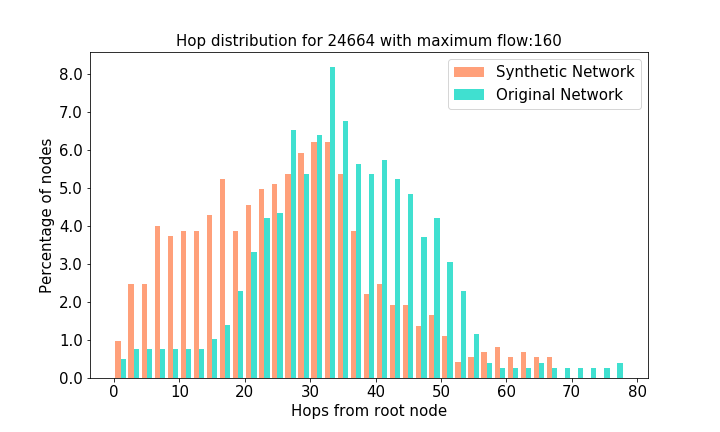 Hop distribution for 24664 with maximum flow:160
Synthetic Network
Original Network
Percentage of nodes
8.0
7.0
6.0
5.0
4.0
3.0
2.0
1.0
0.0
0 10 20 30 40 50 60 70 80
Hops from root node